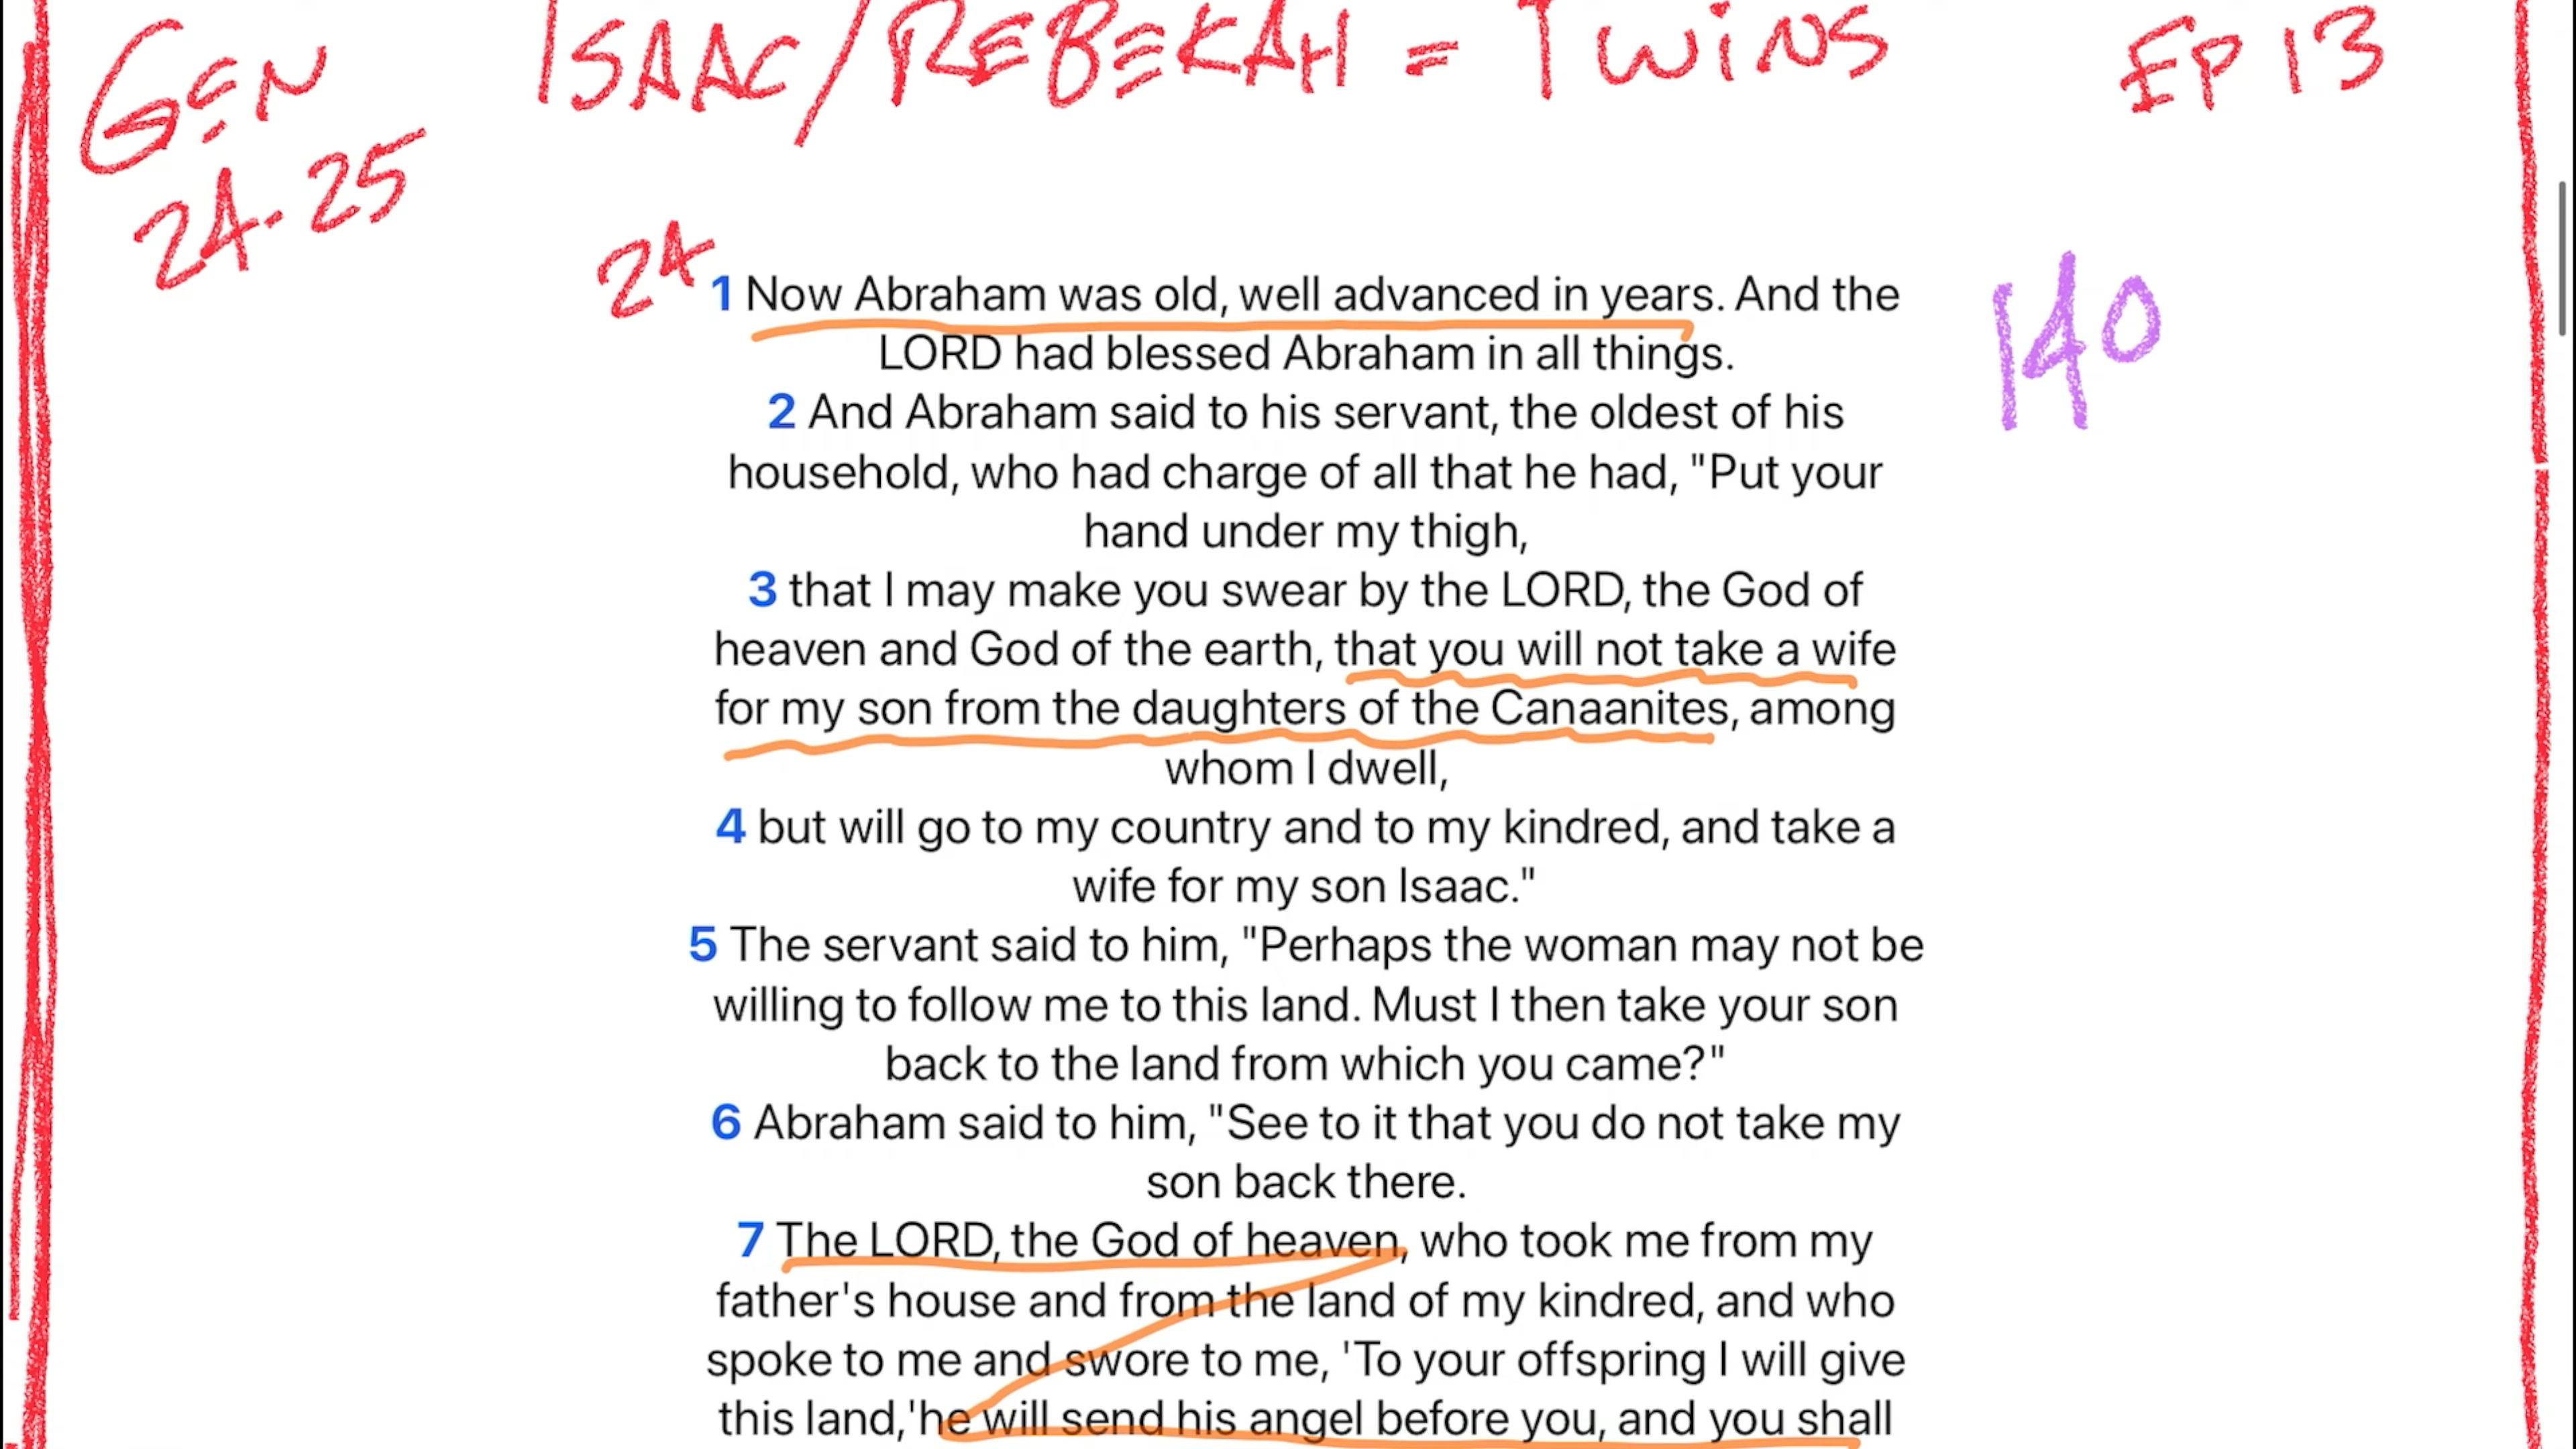 GEN ISAAC/REBEKAH = TWINS EP 13
24-25
24
1 Now Abraham was old, well advanced in years. And the
LORD had blessed Abraham in all things.
140
2 And Abraham said to his servant, the oldest of his
household, who had charge of all that he had, "Put your
hand under my thigh,
3 that I may make you swear by the LORD, the God of
heaven and God of the earth, that you will not take a wife
for my son from the daughters of the Canaanites, among
whom I dwell,
4 but will go to my country and to my kindred, and take a
wife for my son Isaac."
5 The servant said to him, "Perhaps the woman may not be
willing to follow me to this land. Must I then take your son
back to the land from which you came?"
6 Abraham said to him, "See to it that you do not take my
son back there.
7 The LORD, the God of heaven, who took me from my
father's house and from the land of my kindred, and who
spoke to me and swore to me, 'To your offspring I will give
this land,'he will send his angel before you, and you shall